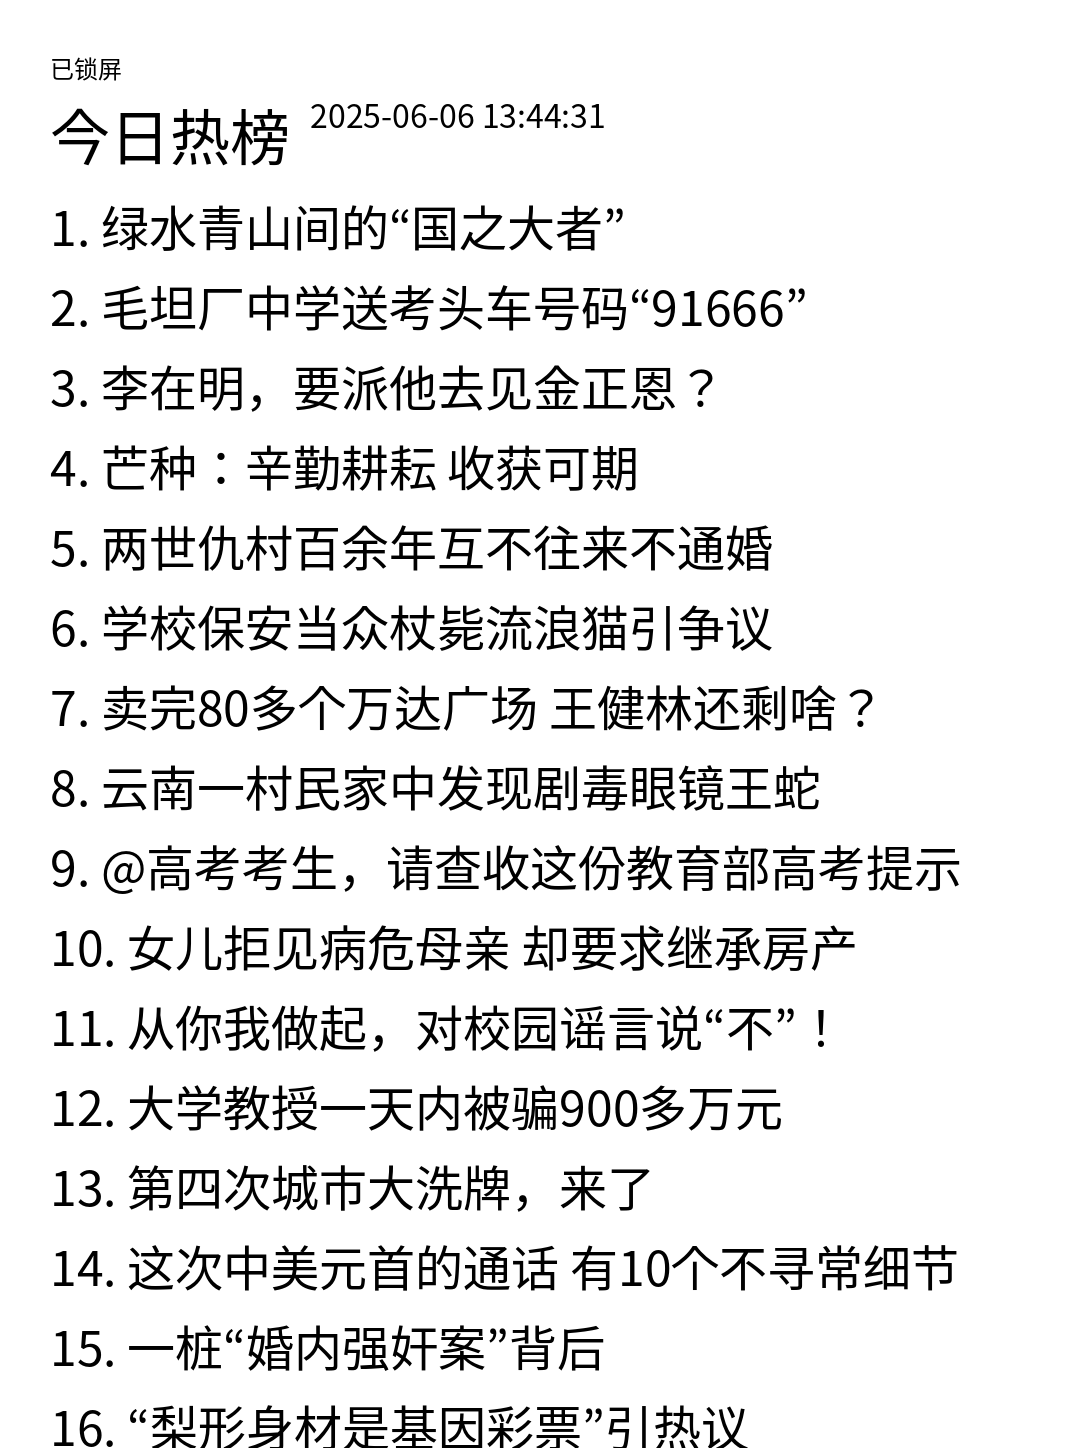 已锁屏
今日热榜 2025-06-06 13:44:31
1. 绿水青山间的“国之大者”
2. 毛坦厂中学送考头车号码“91666”
3. 李在明，要派他去见金正恩？
4. 芒种：辛勤耕耘 收获可期
5. 两世仇村百余年互不往来不通婚
6. 学校保安当众杖毙流浪猫引争议
7. 卖完80多个万达广场 王健林还剩啥？
8. 云南一村民家中发现剧毒眼镜王蛇
9. @高考考生，请查收这份教育部高考提示
10. 女儿拒见病危母亲 却要求继承房产
11. 从你我做起，对校园谣言说“不”！
12. 大学教授一天内被骗900多万元
13. 第四次城市大洗牌，来了
14. 这次中美元首的通话 有10个不寻常细节
15. 一桩“婚内强奸案”背后
16. “梨形身材是基因彩票”引热议